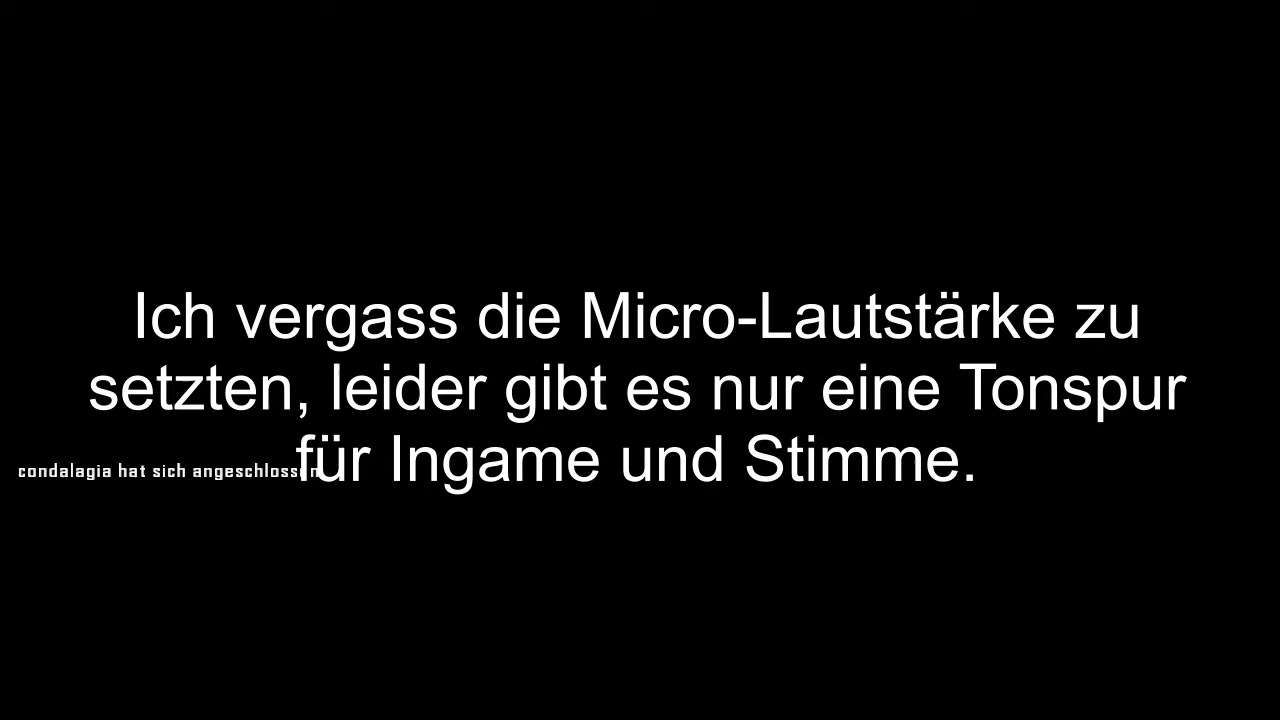 Ich vergass die Micro-Lautstärke zu
setzten, leider gibt es nur eine Tonspur
für Ingame und Stimme.
condalagia hat sich angeschlossen